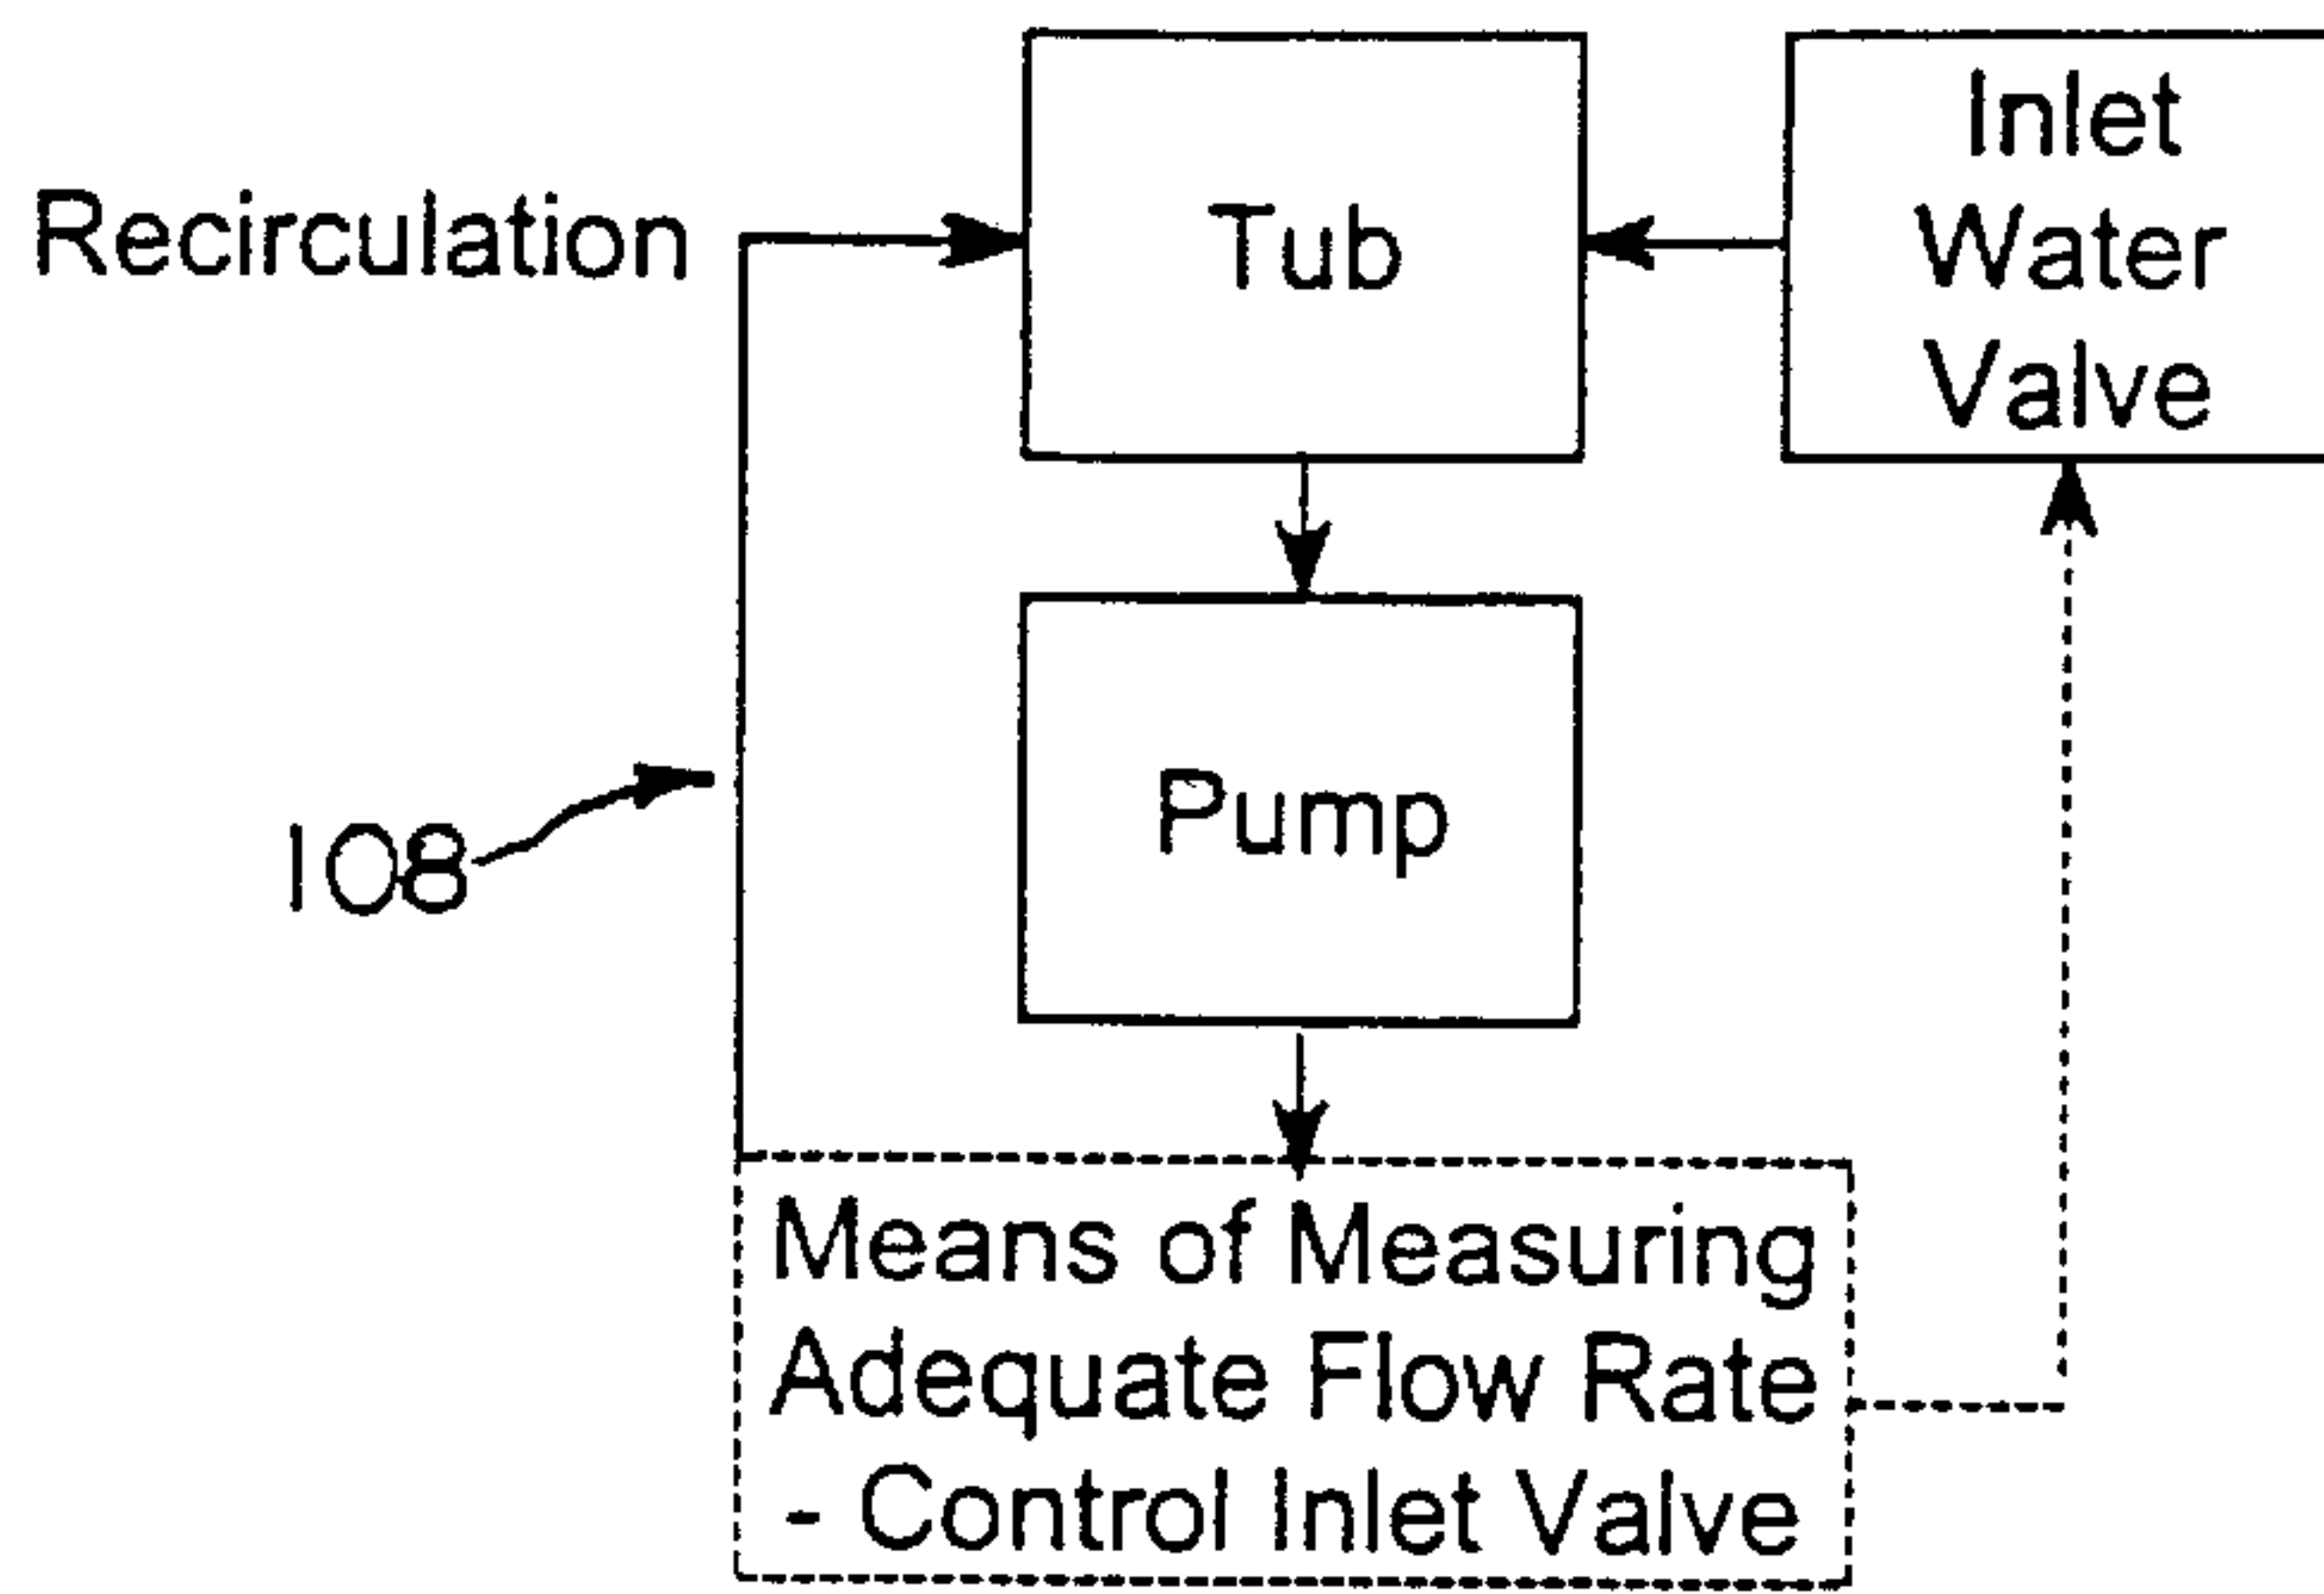 Recirculation
Tub
Inlet
Water
Valve
Pump
108
Means of Measuring
Adequate Flow Rate
- Control Inlet Valve